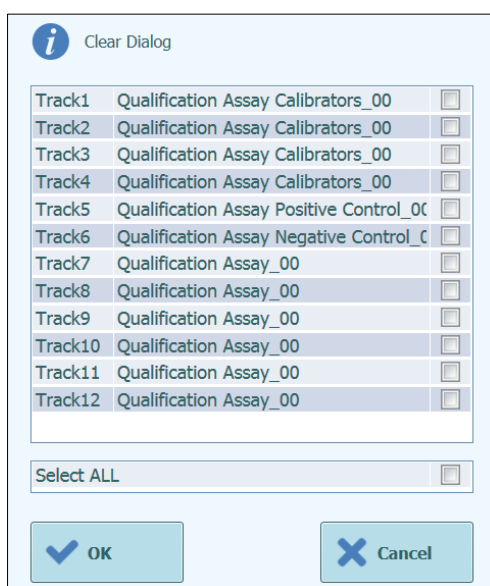 Clear Dialog
Track1 Qualification Assay Calibrators_00
Track2 Qualification Assay Calibrators_00
Track3 Qualification Assay Calibrators_00
Track4 Qualification Assay Calibrators_00
Track5 Qualification Assay Positive Control_00
Track6 Qualification Assay Negative Control_0
Track7 Qualification Assay_00
Track8 Qualification Assay_00
Track9 Qualification Assay_00
Track10 Qualification Assay_00
Track11 Qualification Assay_00
Track12 Qualification Assay_00
Select ALL
OK
Cancel